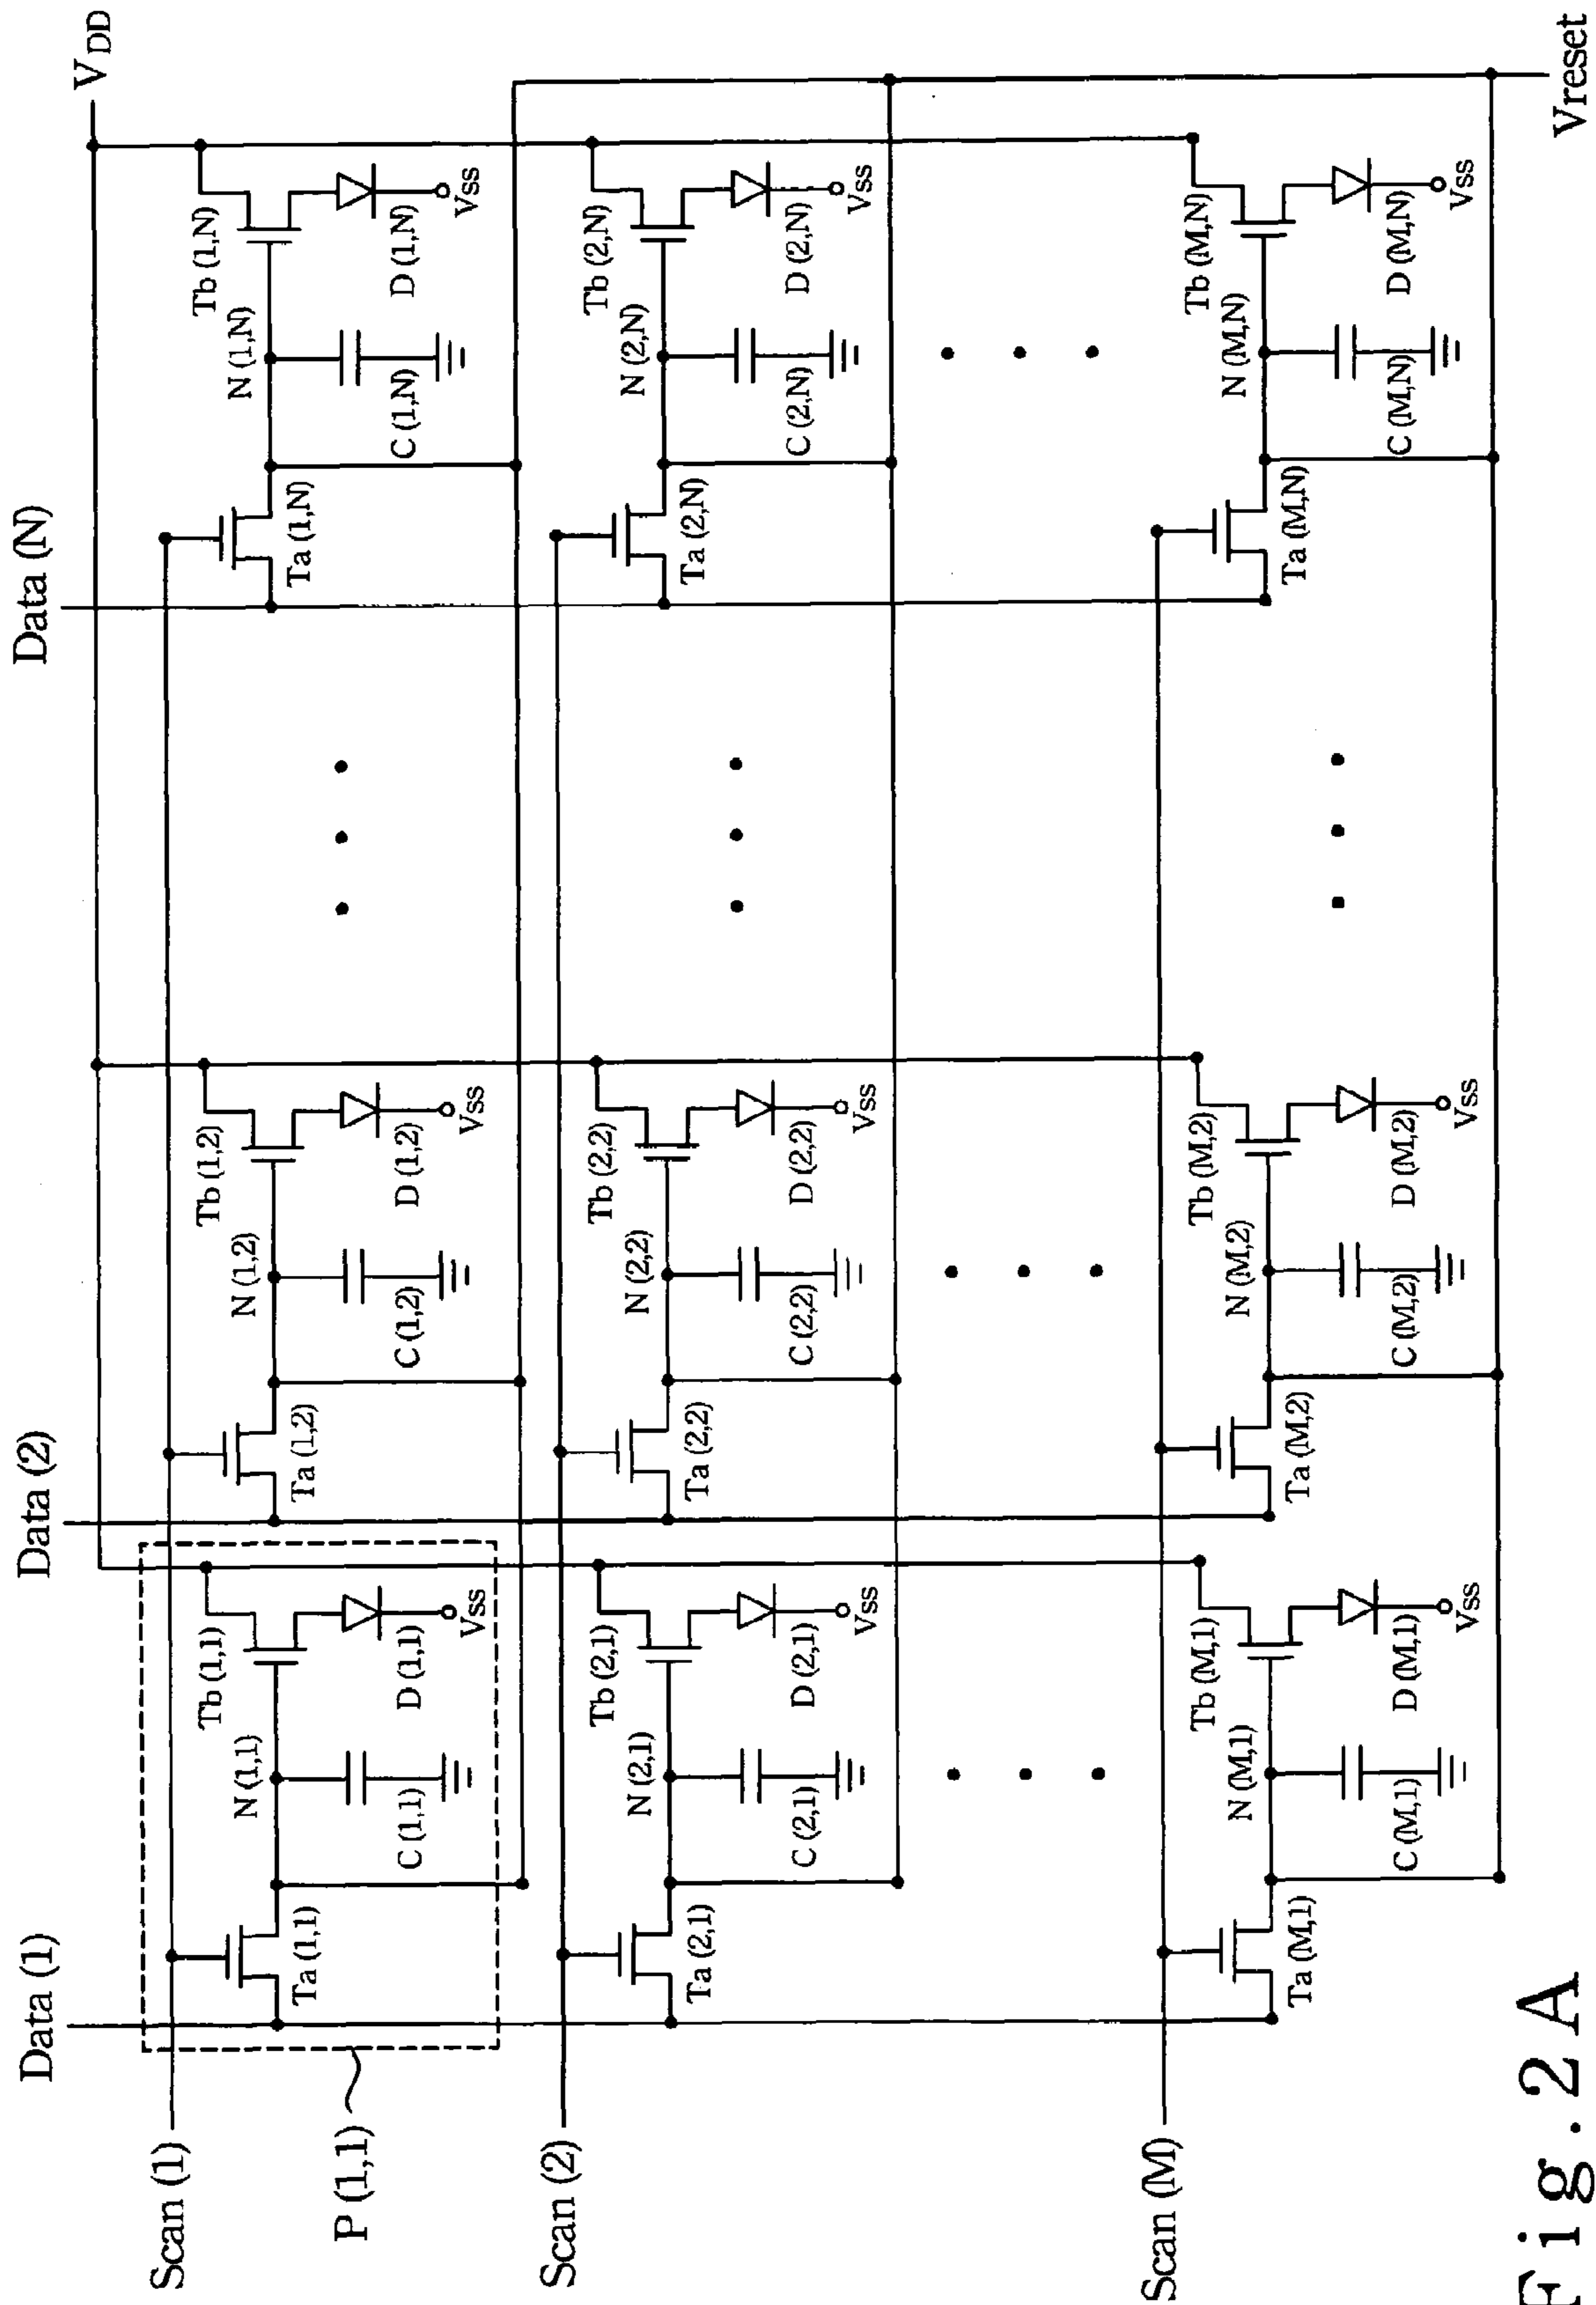 Data (1)
Data (2)
Data (N)
VDD
Scan (1)
P (1,1)
Ta (1,1)
N (1,1)
C (1,1)
Tb (1,1)
D (1,1)
Vss
Ta (1,2)
N (1,2)
C (1,2)
Tb (1,2)
D (1,2)
Vss
Ta (1,N)
N (1,N)
C (1,N)
Tb (1,N)
D (1,N)
Vss
Scan (2)
Ta (2,1)
N (2,1)
C (2,1)
Tb (2,1)
D (2,1)
Vss
Ta (2,2)
N (2,2)
C (2,2)
Tb (2,2)
D (2,2)
Vss
Ta (2,N)
N (2,N)
C (2,N)
Tb (2,N)
D (2,N)
Vss
Scan (M)
Ta (M,1)
N (M,1)
C (M,1)
Tb (M,1)
D (M,1)
Vss
Ta (M,2)
N (M,2)
C (M,2)
Tb (M,2)
D (M,2)
Vss
Ta (M,N)
N (M,N)
C (M,N)
Tb (M,N)
D (M,N)
Vss
Vreset
Fig. 2A